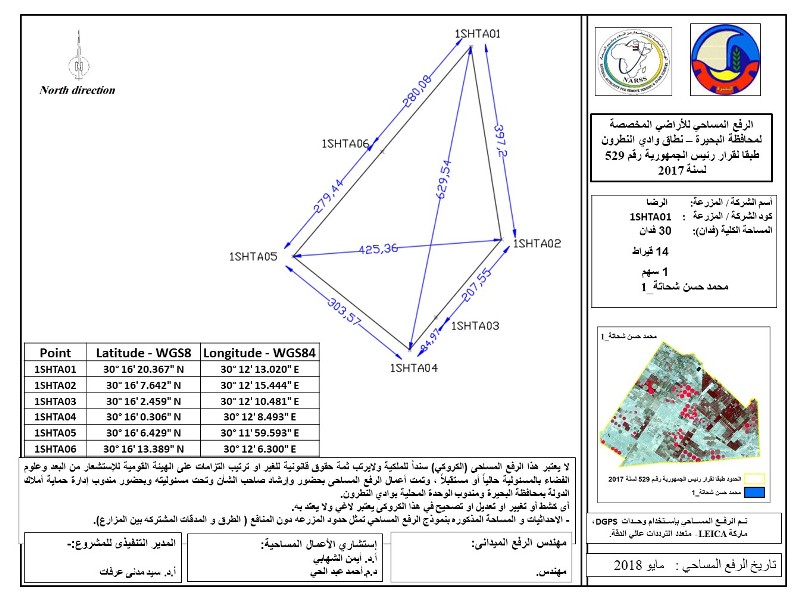 North direction
1SHTA01
280,08
397,2
1SHTA06
629,54
279,44
425,36
1SHTA02
1SHTA05
207,55
303,57
1SHTA03
84,97
1SHTA04
Point Latitude - WGS8 Longitude - WGS84
1SHTA01 30° 16' 20.367" N 30° 12' 13.020" E
1SHTA02 30° 16' 7.642" N 30° 12' 15.444" E
1SHTA03 30° 16' 2.459" N 30° 12' 10.481" E
1SHTA04 30° 16' 0.306" N 30° 12' 8.493" E
1SHTA05 30° 16' 6.429" N 30° 11' 59.593" E
1SHTA06 30° 16' 13.389" N 30° 12' 6.300" E
NARSS
الرفع المساحي للأراضي المخصصة
لمحافظة البحيرة – نطاق وادي النطرون
طبقا لقرار رئيس الجمهورية رقم 529
لسنة 2017
أسم الشركة / المزرعة: الرضا
كود الشركة / المزرعة : 1SHTA01
المساحة الكلية (فدان): 30 فدان
14 قيراط
1 سهم
محمد حسن شحاتة_1
محمد حسن شحاتة_1
الحدود طبقا لقرار رئيس الجمهورية رقم 529 لسنة 2017
محمد حسن شحاتة_1
لا يعتبر هذا الرفع المساحى (الكروكي) سنداً للملكية ولايرتب ثمة حقوق قانونية للغير او ترتيب التزامات على الهيئة القومية للإستشعار من البعد وعلوم
الفضاء بالمسئولية حالياً أو مستقبلاً ، وتمت أعمال الرفع المساحى بحضور وإرشاد صاحب الشأن وتحت مسئوليته وبحضور مندوب إدارة حماية أملاك
الدولة بمحافظة البحيرة ومندوب الوحدة المحلية بوادي النطرون.
أى كشط أو تغيير او تعديل او تصحيح في هذا الكروكى يعتبر لاغي ولا يعتد به.
- الاحداثيات و المساحة المذكوره بنموذج الرفع المساحي تمثل حدود المزرعه دون المنافع ( الطرق و المدقات المشتركه بين المزارع).
تم الرفع المساحى بإستخدام وحدات DGPS،
ماركة LEICA – متعدد الترددات عالي الدقة.
مهندس الرفع الميدانى:
مهندس.
إستشاري الأعمال المساحية:
أ.د. أيمن الشهابي
د.م.أحمد عبد الحي
المدير التنفيذى للمشروع:-
أ.د. سيد مدنى عرفات
تاريخ الرفع المساحي : مايو 2018